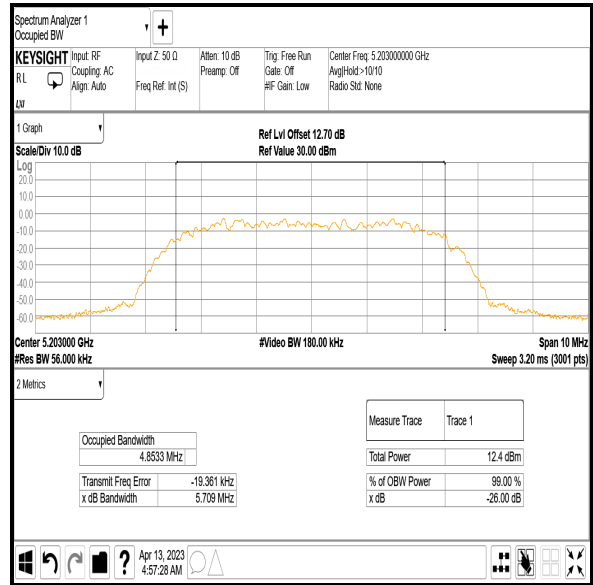 Spectrum Analyzer 1
Occupied BW
KEYSIGHT Input: RF Input Z: 50 Ω Atten: 10 dB Trig: Free Run Center Freq: 5.203000000 GHz
RL Coupling: AC Preamp: Off Gate: Off Avg|Hold:>10/10
Align: Auto Freq Ref: Int (S) #IF Gain: Low Radio Std: None
LXI
1 Graph
Ref Lvl Offset 12.70 dB
Scale/Div 10.0 dB Ref Value 30.00 dBm
Log
20.0
10.0
0.00
-10.0
-20.0
-30.0
-40.0
-50.0
-60.0
Center 5.203000 GHz #Video BW 180.00 kHz Span 10 MHz
#Res BW 56.000 kHz Sweep 3.20 ms (3001 pts)
2 Metrics
Measure Trace Trace 1
Occupied Bandwidth
4.8533 MHz
Total Power 12.4 dBm
Transmit Freq Error -19.361 kHz % of OBW Power 99.00 %
x dB Bandwidth 5.709 MHz x dB -26.00 dB
Apr 13, 2023
4:57:28 AM